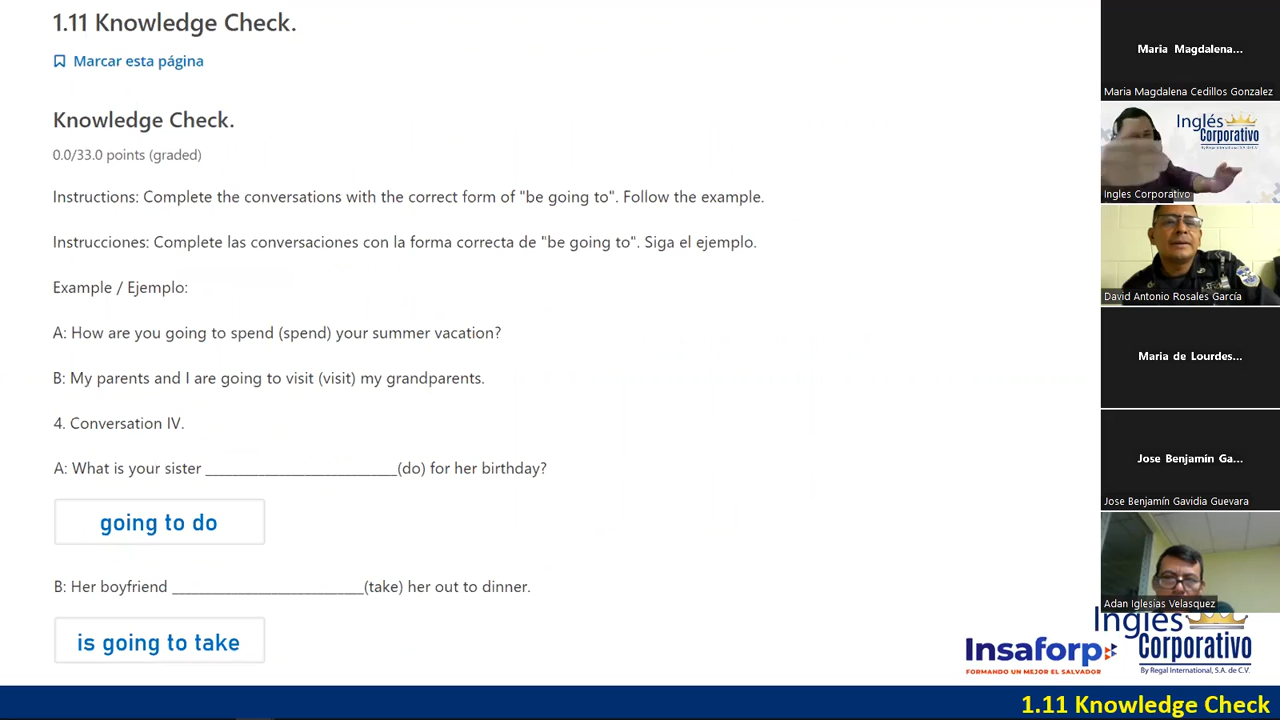 1.11 Knowledge Check.
Marcar esta página
Knowledge Check.
0.0/33.0 points (graded)
Instructions: Complete the conversations with the correct form of "be going to". Follow the example.
Instrucciones: Complete las conversaciones con la forma correcta de "be going to". Siga el ejemplo.
Example / Ejemplo:
A: How are you going to spend (spend) your summer vacation?
B: My parents and I are going to visit (visit) my grandparents.
4. Conversation IV.
A: What is your sister __________________________(do) for her birthday?
going to do
B: Her boyfriend __________________________(take) her out to dinner.
is going to take
Maria Magdalena...
Maria Magdalena Cedillos Gonzalez
Inglés
Corporativo
By Regal International, S.A. de C.V.
Ingles Corporativo
David Antonio Rosales García
Maria de Lourdes...
Jose Benjamín Ga...
Jose Benjamín Gavidia Guevara
Adan Iglesias Velasquez
Insaforp
FORMANDO UN MEJOR EL SALVADOR
Inglés
Corporativo
By Regal International, S.A. de C.V.
1.11 Knowledge Check